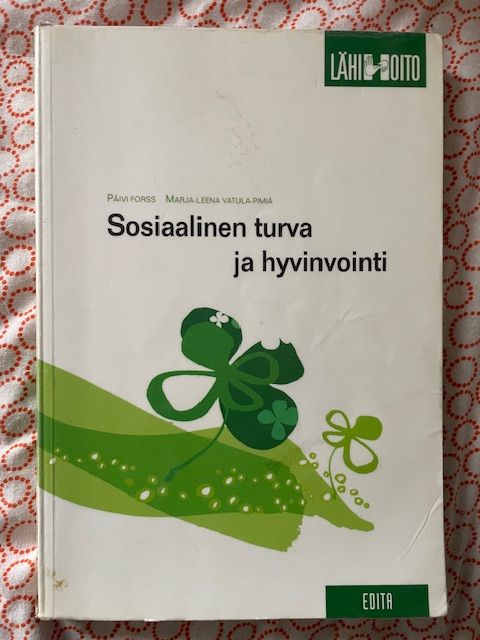 LÄHIHOITO
PÄIVI FORSS MARJA-LEENA VATULA-PIMIÄ
Sosiaalinen turva
ja hyvinvointi
EDITA